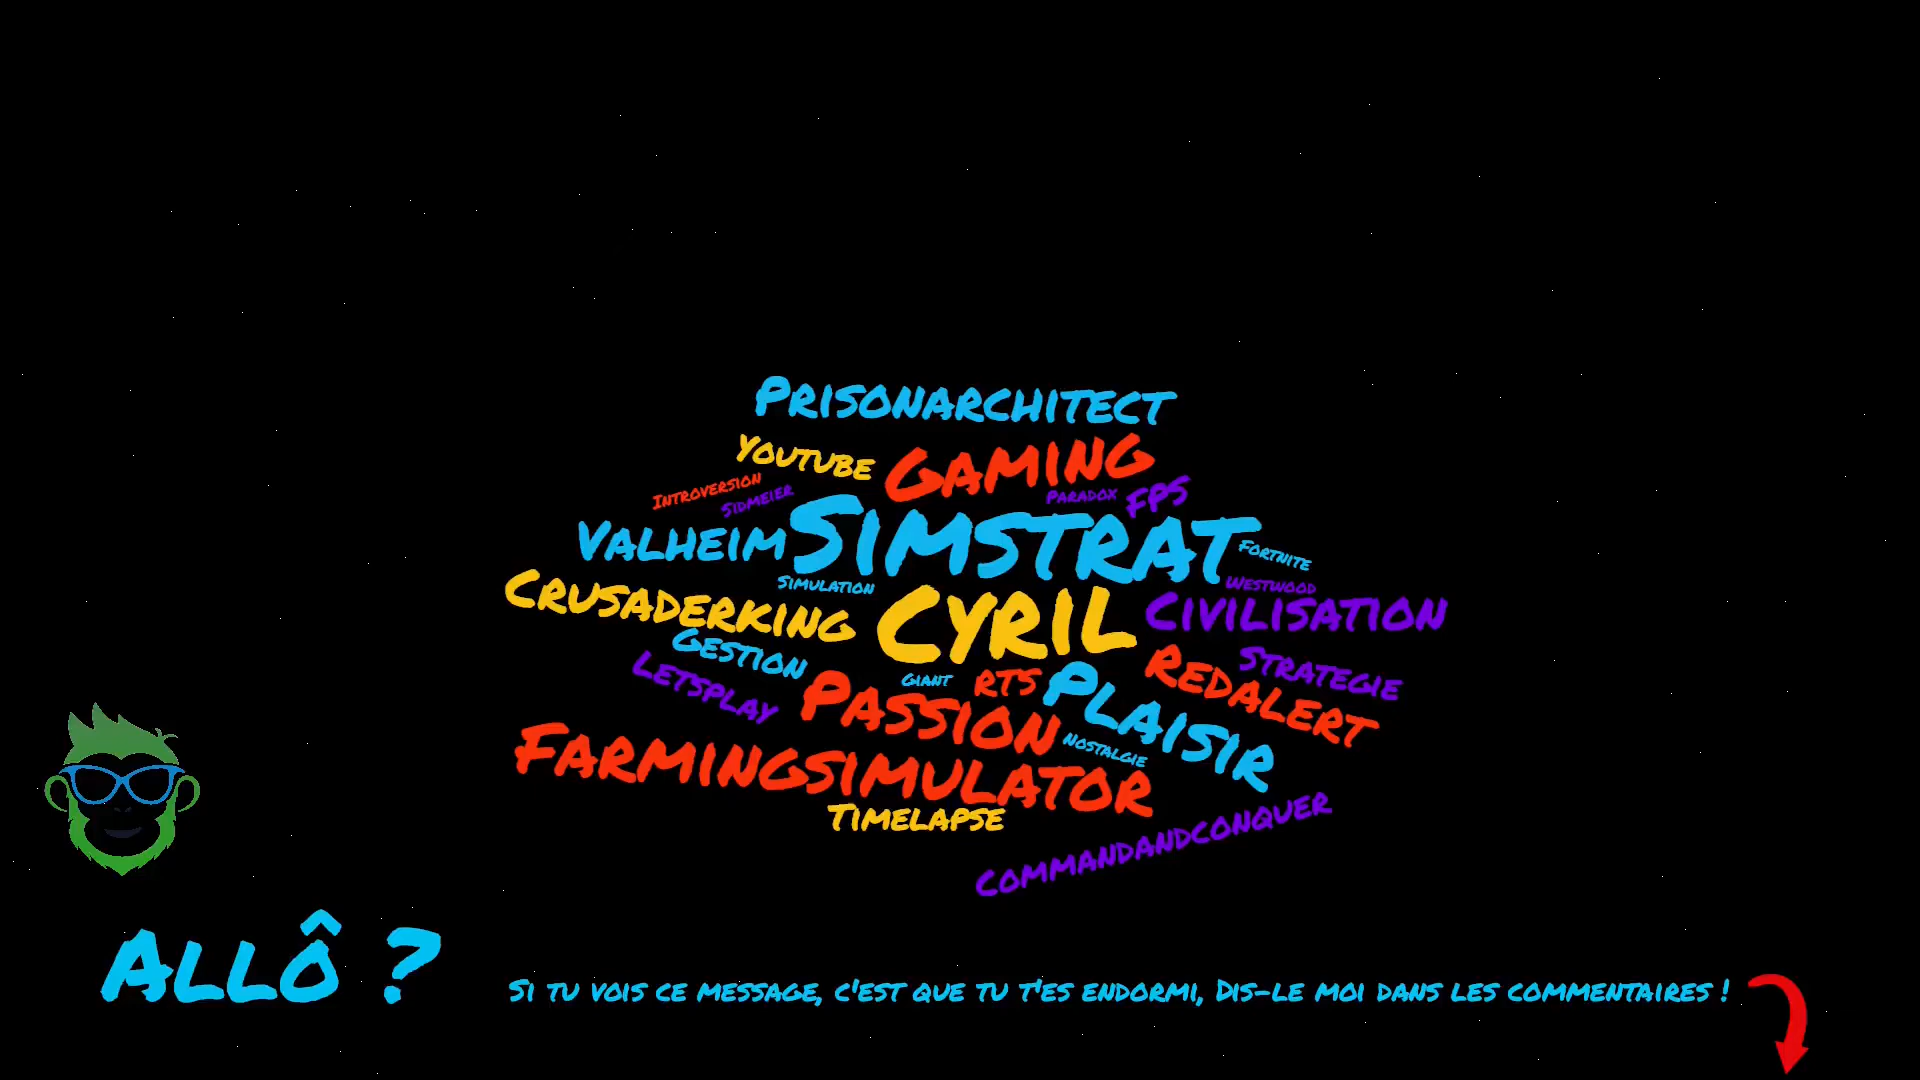 Prisonarchitect
Youtube
Gaming
Introversion
Sidmeier
Paradox
FPS
Valheim
Simstrat
Fortnite
Simulation
Westwood
Crusaderking
Cyril
Civilisation
Gestion
Strategie
Letsplay
Giant
RTS
Plaisir
Redalert
Passion
Nostalgie
Farmingsimulator
Timelapse
Commandandconquer
Allô ?
Si tu vois ce message, c'est que tu t'es endormi, Dis-le moi dans les commentaires !